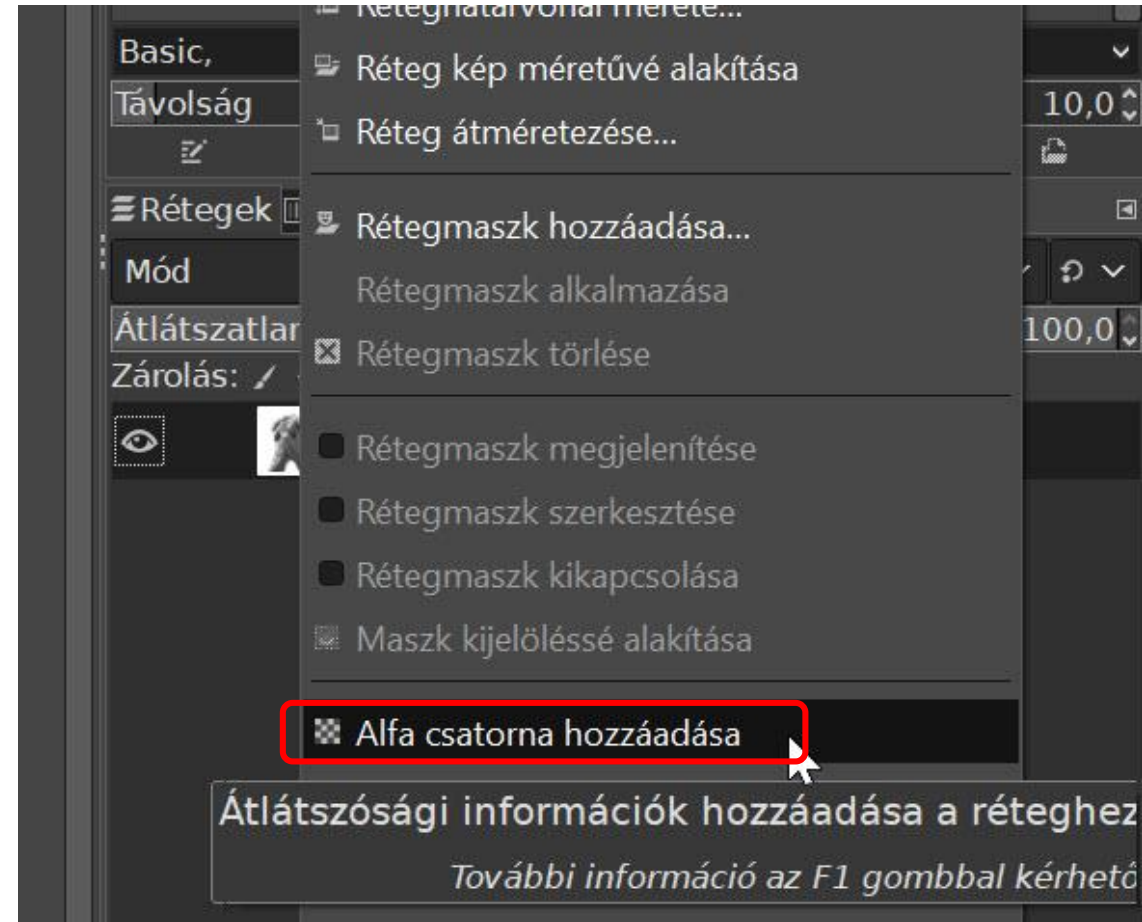 Réteghatárvonal mérete...
Basic,
Réteg kép méretűvé alakítása
Távolság
10,0
Réteg átméretezése...
Rétegek
Rétegmaszk hozzáadása...
Mód
Rétegmaszk alkalmazása
100,0
Rétegmaszk törlése
Zárolás:
Rétegmaszk megjelenítése
Rétegmaszk szerkesztése
Rétegmaszk kikapcsolása
Maszk kijelöléssé alakítása
Alfa csatorna hozzáadása
Átlátszósági információk hozzáadása a réteghez
További információ az F1 gombbal kérhető